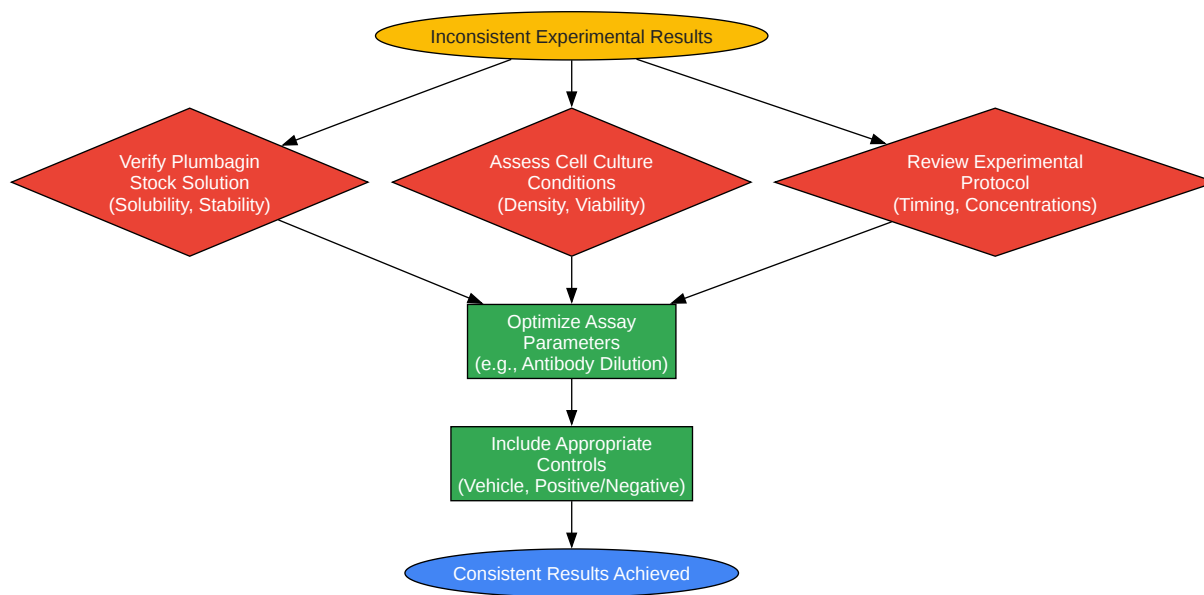 Inconsistent Experimental Results
Verify Plumbagin
Stock Solution
(Solubility, Stability)
Assess Cell Culture
Conditions
(Density, Viability)
Review Experimental
Protocol
(Timing, Concentrations)
Optimize Assay
Parameters
(e.g., Antibody Dilution)
Include Appropriate
Controls
(Vehicle, Positive/Negative)
Consistent Results Achieved